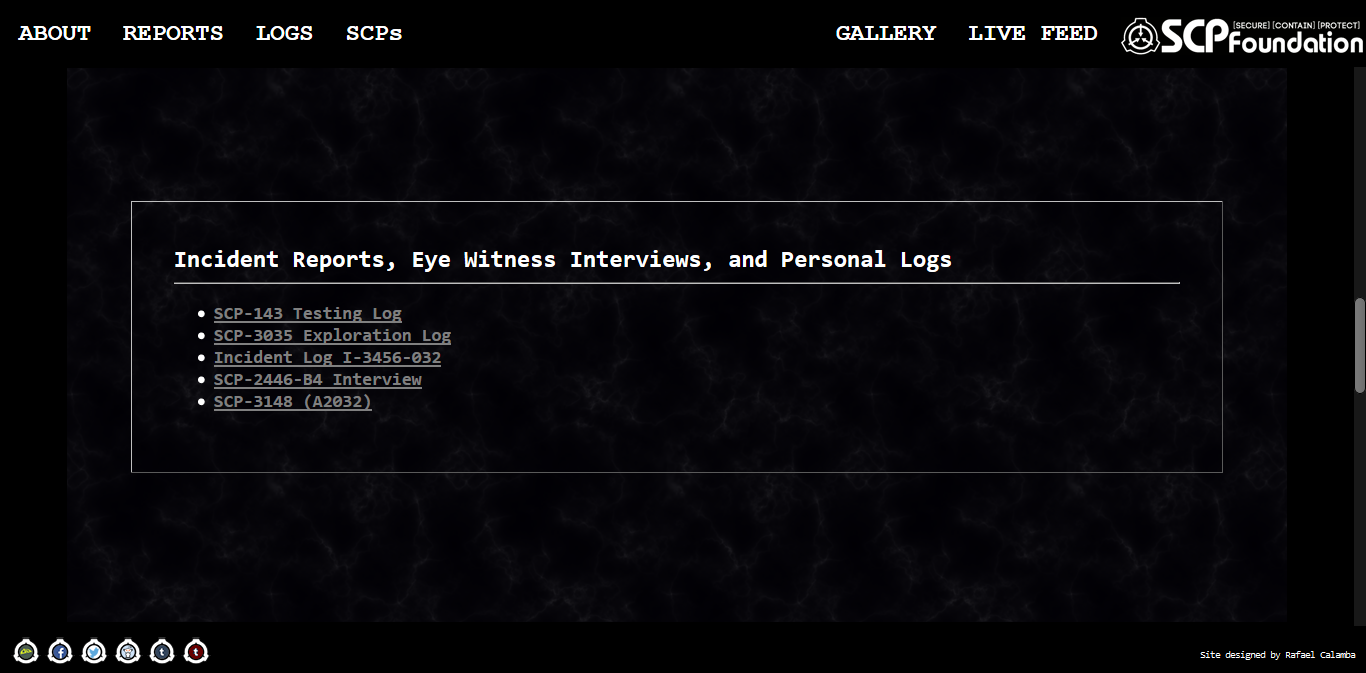 ABOUT REPORTS LOGS SCPs GALLERY LIVE FEED
[SECURE] [CONTAIN] [PROTECT]
SCP Foundation
Incident Reports, Eye Witness Interviews, and Personal Logs
SCP-143 Testing Log
SCP-3035 Exploration Log
Incident Log I-3456-032
SCP-2446-B4 Interview
SCP-3148 (A2032)
Site designed by Rafael Calamba